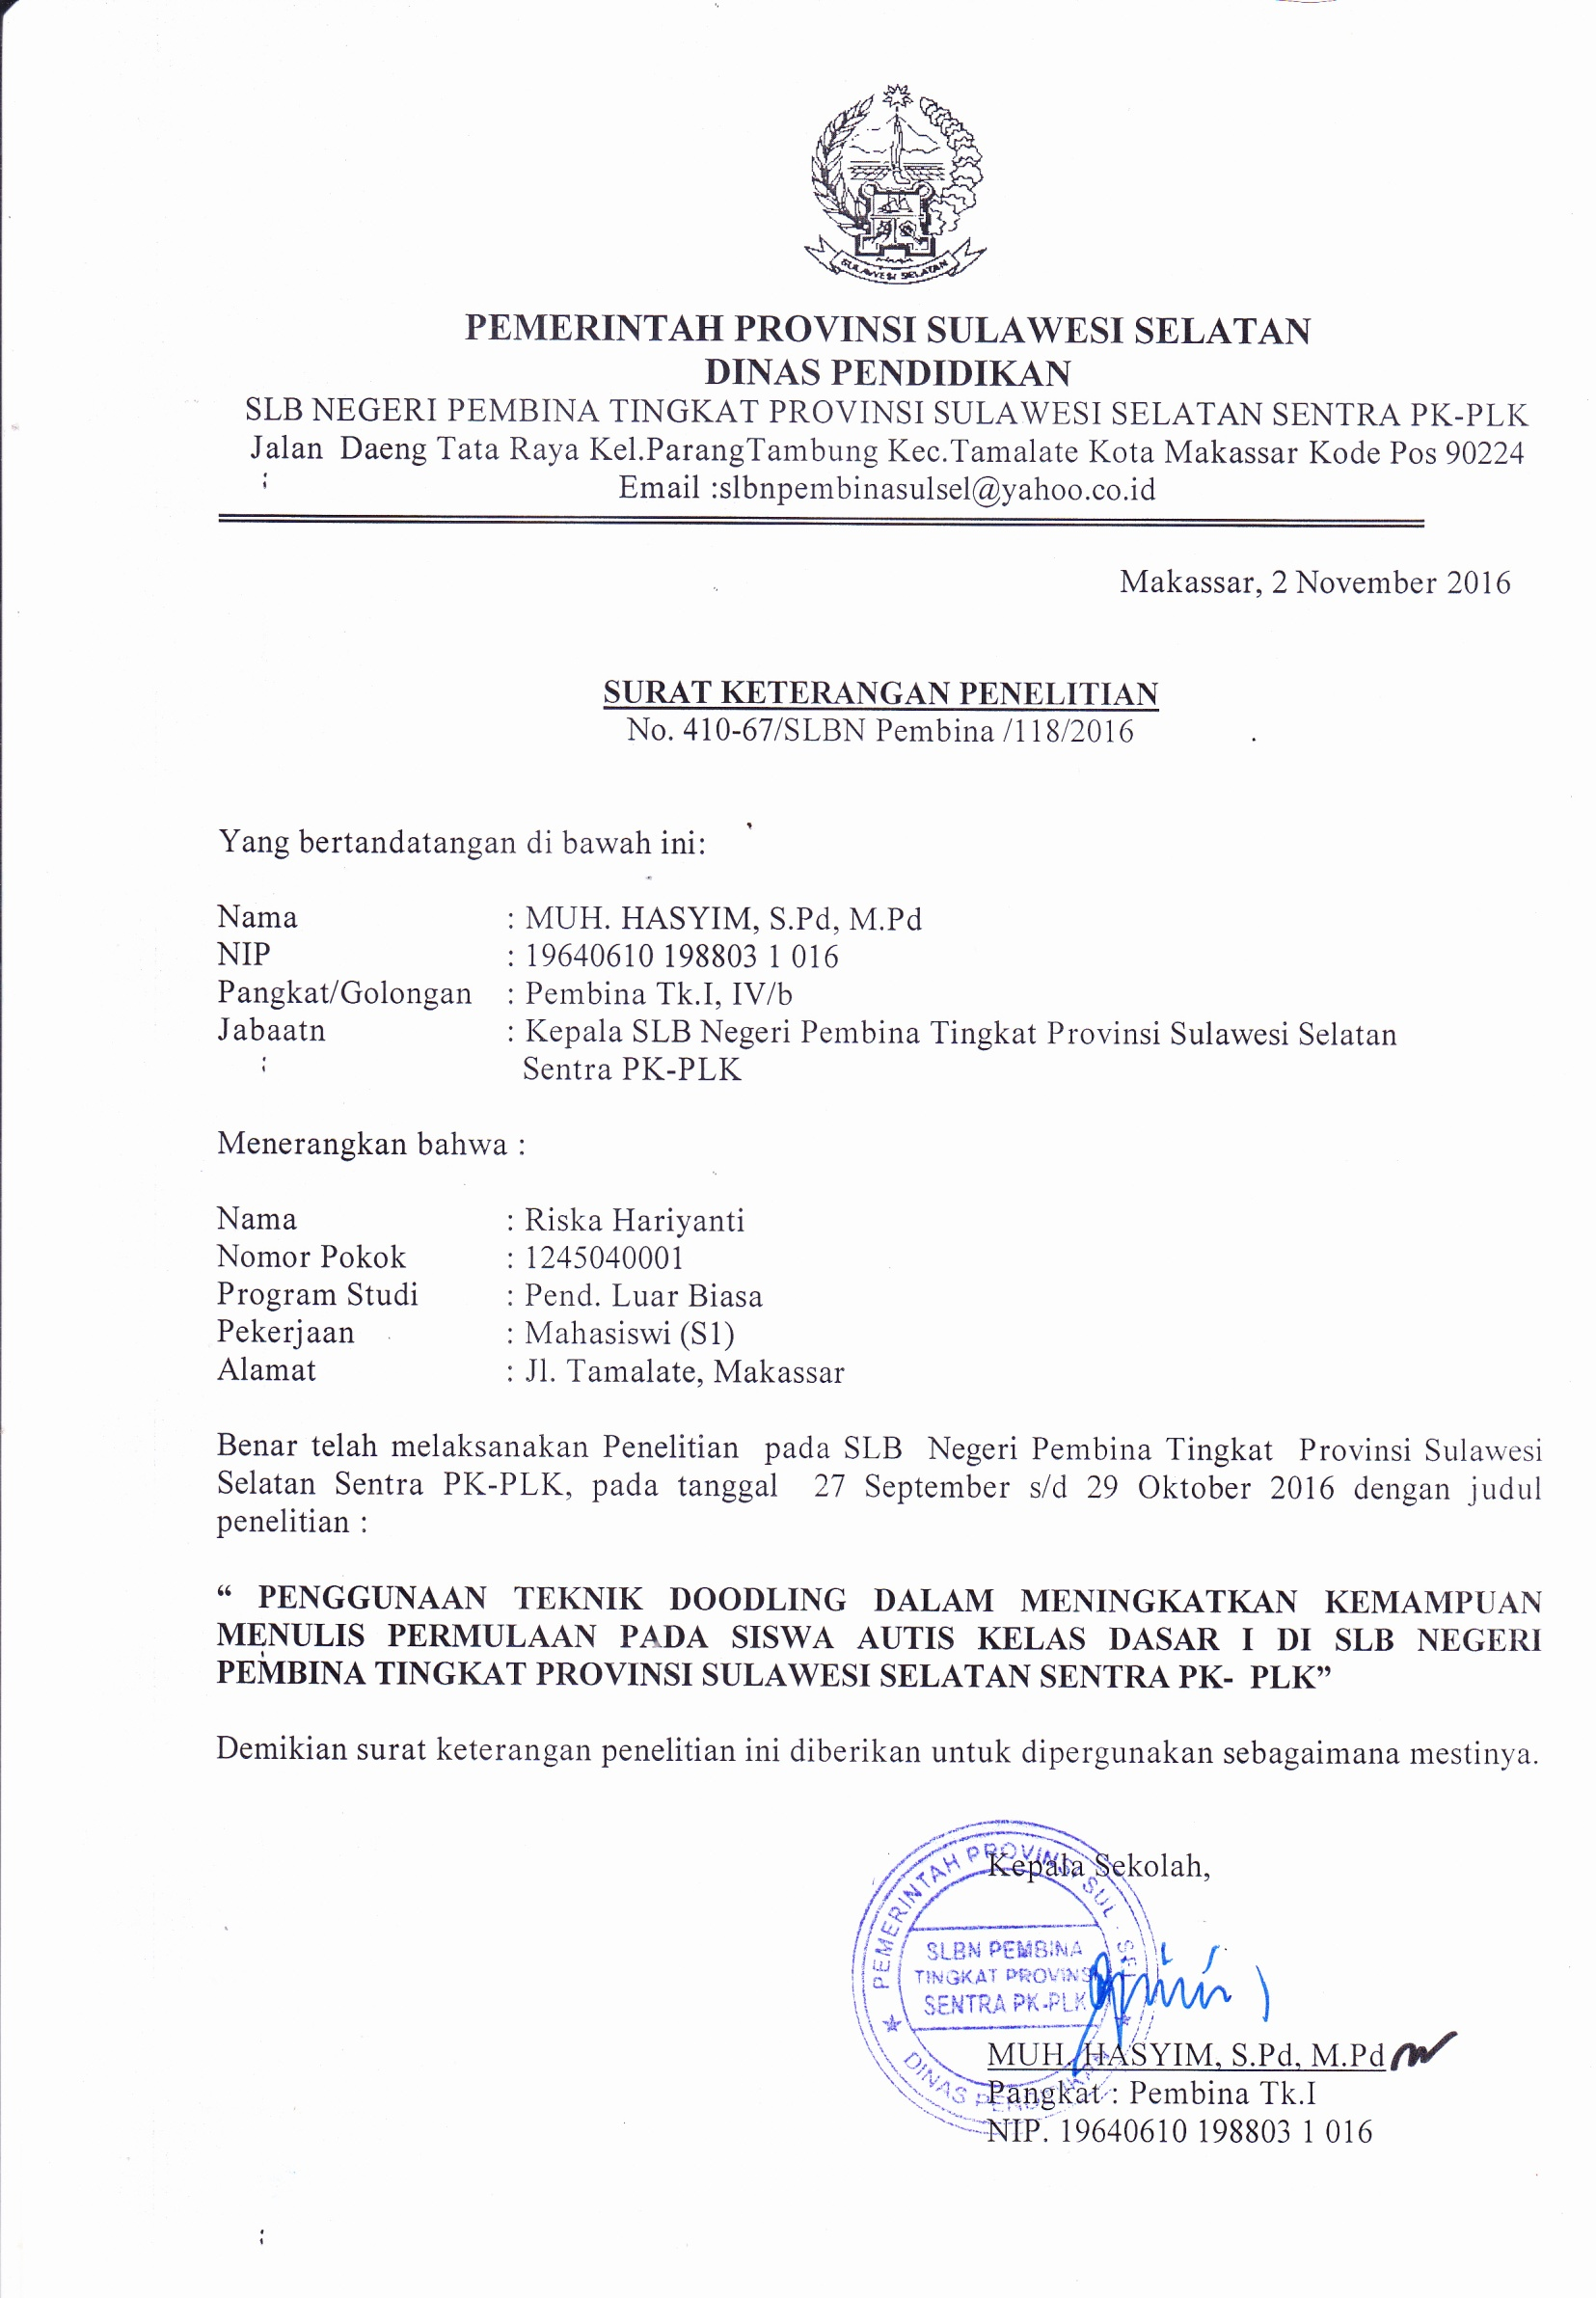 SULAWESI SELATAN
PEMERINTAH PROVINSI SULAWESI SELATAN
DINAS PENDIDIKAN
SLB NEGERI PEMBINA TINGKAT PROVINSI SULAWESI SELATAN SENTRA PK-PLK
Jalan Daeng Tata Raya Kel.ParangTambung Kec.Tamalate Kota Makassar Kode Pos 90224
Email :slbnpembinasulsel@yahoo.co.id
Makassar, 2 November 2016
SURAT KETERANGAN PENELITIAN
No. 410-67/SLBN Pembina /118/2016
Yang bertandatangan di bawah ini:
Nama : MUH. HASYIM, S.Pd, M.Pd
NIP : 19640610 198803 1 016
Pangkat/Golongan : Pembina Tk.I, IV/b
Jabaatn : Kepala SLB Negeri Pembina Tingkat Provinsi Sulawesi Selatan
Sentra PK-PLK
Menerangkan bahwa :
Nama : Riska Hariyanti
Nomor Pokok : 1245040001
Program Studi : Pend. Luar Biasa
Pekerjaan : Mahasiswi (S1)
Alamat : Jl. Tamalate, Makassar
Benar telah melaksanakan Penelitian pada SLB Negeri Pembina Tingkat Provinsi Sulawesi
Selatan Sentra PK-PLK, pada tanggal 27 September s/d 29 Oktober 2016 dengan judul
penelitian :
“ PENGGUNAAN TEKNIK DOODLING DALAM MENINGKATKAN KEMAMPUAN
MENULIS PERMULAAN PADA SISWA AUTIS KELAS DASAR I DI SLB NEGERI
PEMBINA TINGKAT PROVINSI SULAWESI SELATAN SENTRA PK- PLK”
Demikian surat keterangan penelitian ini diberikan untuk dipergunakan sebagaimana mestinya.
Kepala Sekolah,
PEMERINTAH PROVINSI SUL - SEL
SLBN PEMBINA
TINGKAT PROVINSI
SENTRA PK-PLK
DINAS PENDIDIKAN
MUH. HASYIM, S.Pd, M.Pd
Pangkat : Pembina Tk.I
NIP. 19640610 198803 1 016